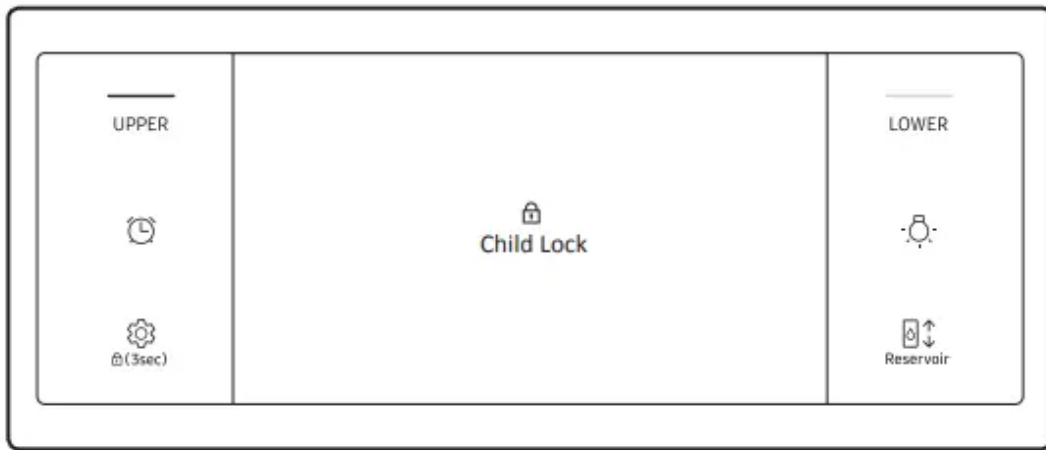 UPPER
LOWER
Child Lock
(3sec)
Reservoir